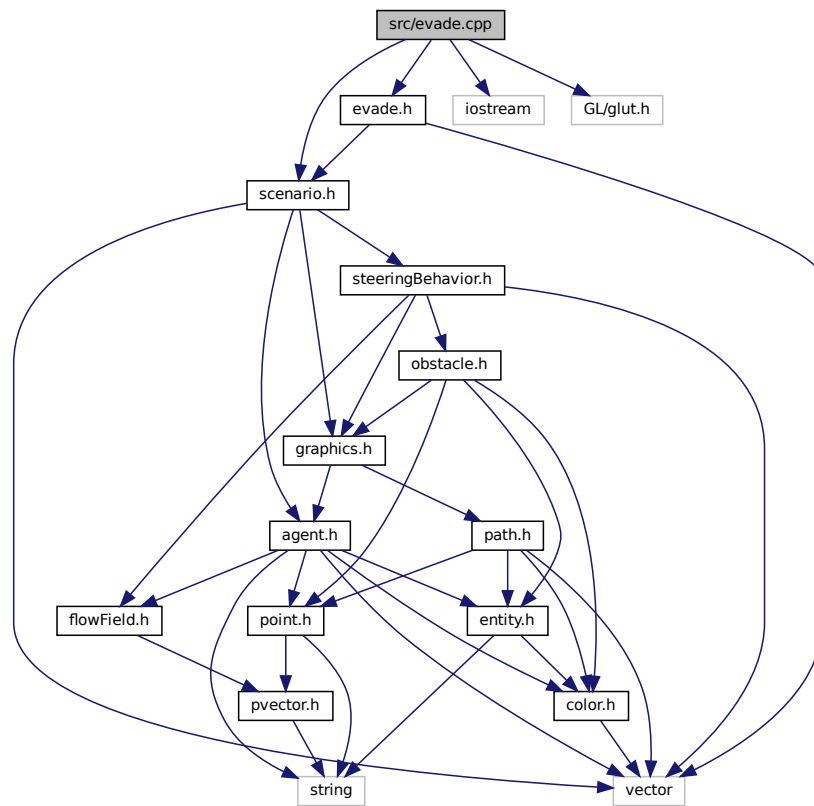 src/evade.cpp
evade.h
iostream
GL/glut.h
scenario.h
steeringBehavior.h
obstacle.h
graphics.h
agent.h
path.h
flowField.h
point.h
entity.h
pvector.h
color.h
string
vector